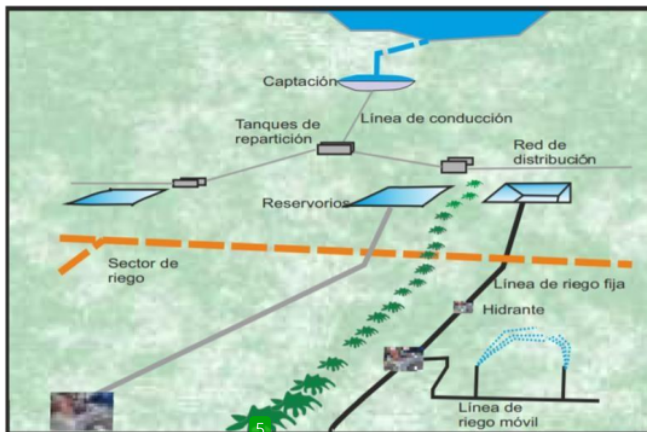 Captación
Tanques de
repartición
Línea de conducción
Red de
distribución
Reservorios
Sector de
riego
Línea de riego fija
Hidrante
Línea de
riego móvil
5